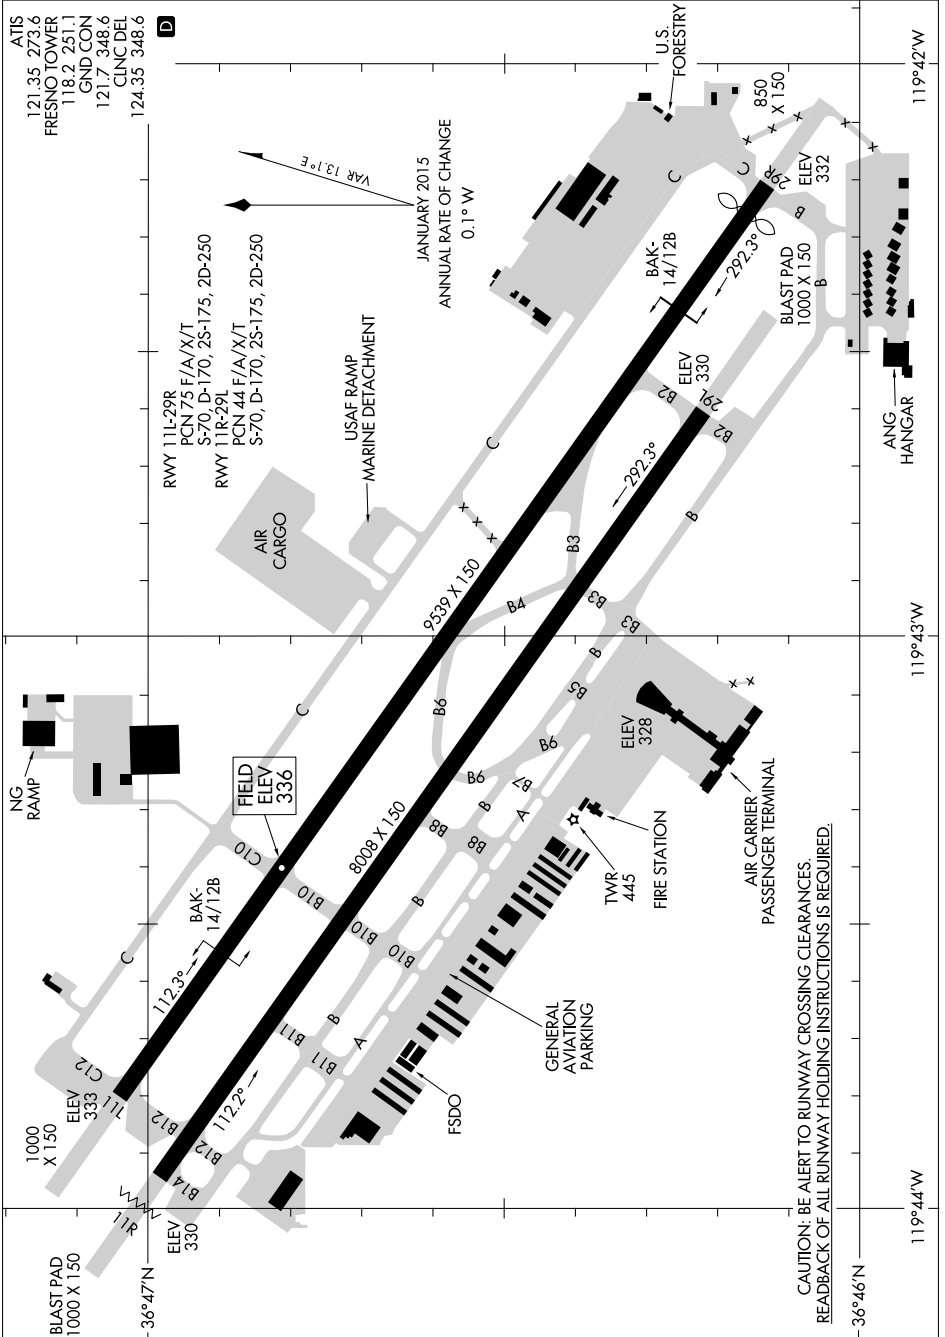 ATIS
121.35 273.6
FRESNO TOWER
118.2 251.1
GND CON
121.7 348.6
CLNC DEL
124.35 348.6
D
VAR 13.1° E
JANUARY 2015
ANNUAL RATE OF CHANGE
0.1° W
RWY 11L-29R
PCN 75 F/A/X/T
S-70, D-170, 2S-175, 2D-250
RWY 11R-29L
PCN 44 F/A/X/T
S-70, D-170, 2S-175, 2D-250
U.S.
FORESTRY
850
X 150
119°42'W
C
C
29R
ELEV
332
B
BAK-
14/12B
292.3°
BLAST PAD
1000 X 150
B
USAF RAMP
MARINE DETACHMENT
C
ELEV
330
B2
29L
B2
292.3°
ANG
HANGAR
AIR
CARGO
B
B3
9539 X 150
B4
B3
B3
119°43'W
NG
RAMP
C
B6
B
B5
ELEV
328
FIELD
ELEV
336
B6
B6
B7
B
A
B8
B8
8008 X 150
TWR
445
FIRE STATION
AIR CARRIER
PASSENGER TERMINAL
C10
B10
B10
B10
B
BAK-
14/12B
C
112.3°
GENERAL
AVIATION
PARKING
B
A
B11
B11
FSDO
C12
11L
ELEV
333
1000
X 150
B12
B12
112.2°
B14
11R
ELEV
330
BLAST PAD
1000 X 150
36°47'N
119°44'W
36°46'N
CAUTION: BE ALERT TO RUNWAY CROSSING CLEARANCES.
READBACK OF ALL RUNWAY HOLDING INSTRUCTIONS IS REQUIRED.